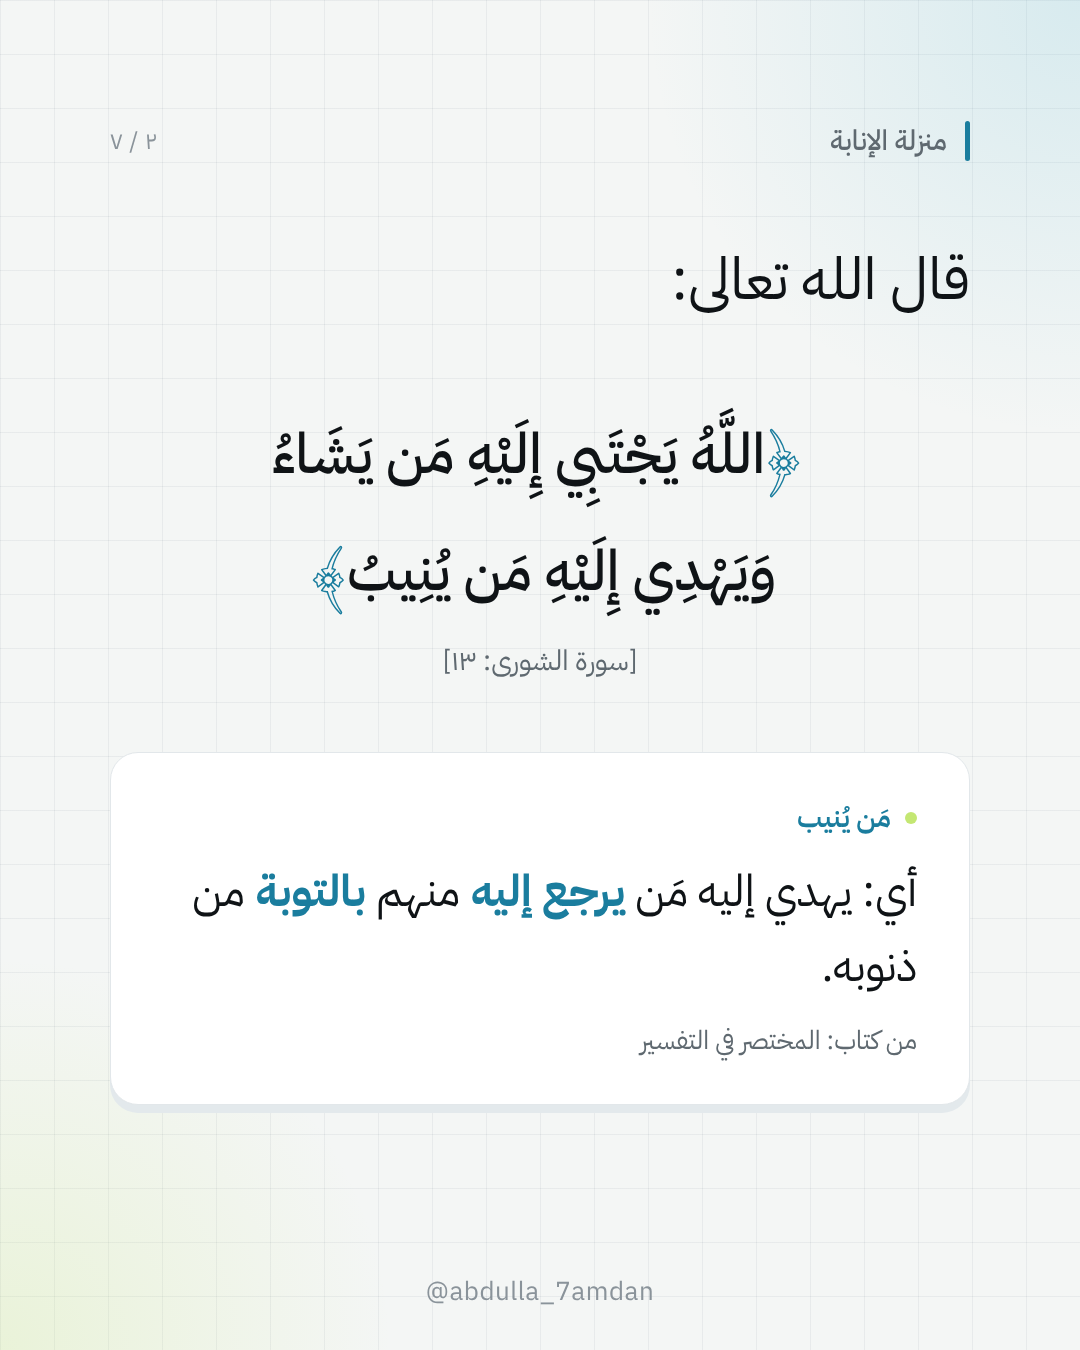 منزلة الإنابة
٢ / ٧
قال الله تعالى:
﴿اللَّهُ يَجْتَبِي إِلَيْهِ مَن يَشَاءُ
وَيَهْدِي إِلَيْهِ مَن يُنِيبُ﴾
[سورة الشورى: ١٣]
مَن يُنيب
أي: يهدي إليه مَن يرجع إليه منهم بالتوبة من
ذنوبه.
من كتاب: المختصر في التفسير
@abdulla_7amdan